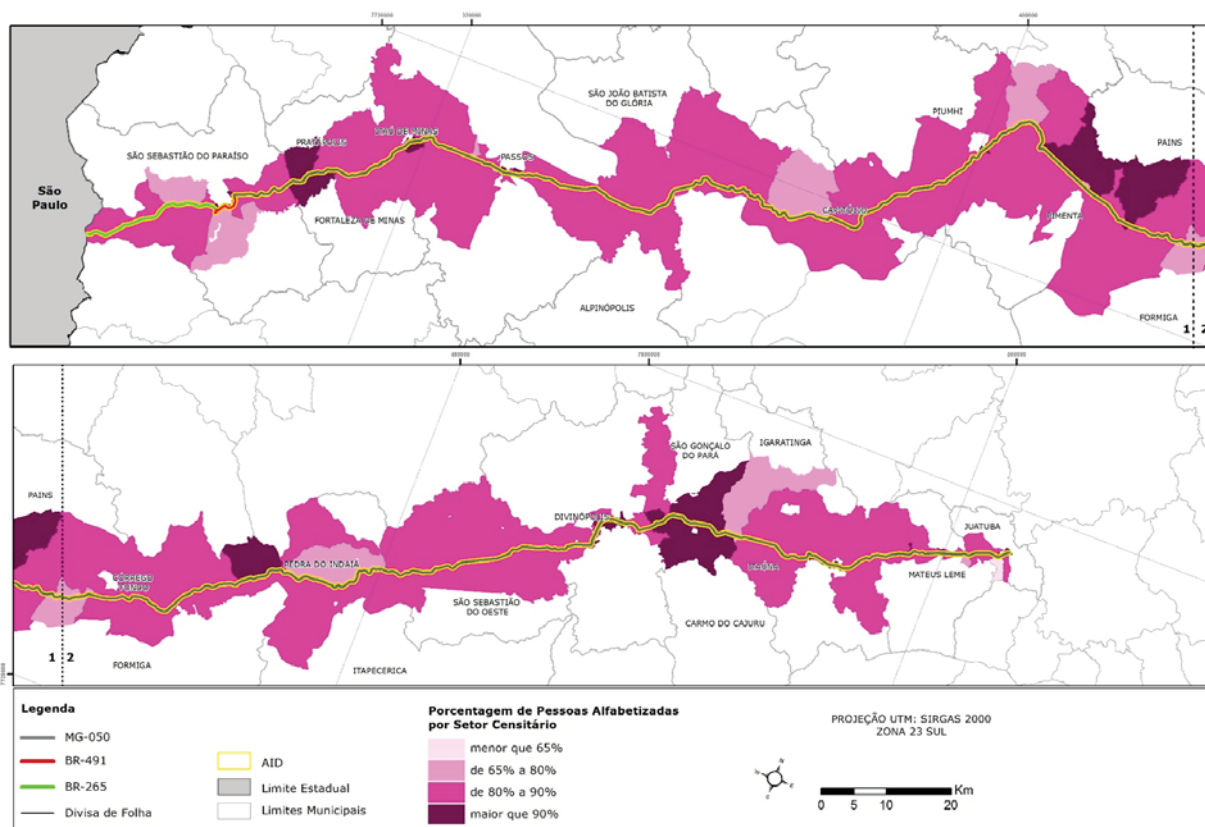 7730000
320000
400000
SÃO JOÃO BATISTA
DO GLÓRIA
PIUMHI
PAINS
PRATÁPOLIS
ITAÚ DE MINAS
SÃO SEBASTIÃO DO PARAÍSO
PASSOS
São
Paulo
FORTALEZA DE MINAS
CAPITÓLIO
PIMENTA
ALPINÓPOLIS
FORMIGA
1 2
SÃO GONÇALO
DO PARÁ
IGARATINGA
PAINS
DIVINÓPOLIS
JUATUBA
PEDRA DO INDAIÁ
CÓRREGO
FUNDO
ITAÚNA
MATEUS LEME
SÃO SEBASTIÃO
DO OESTE
CARMO DO CAJURU
1 2
FORMIGA
ITAPECERICA
Legenda
MG-050
BR-491
BR-265
Divisa de Folha
AID
Limite Estadual
Limites Municipais
Porcentagem de Pessoas Alfabetizadas
por Setor Censitário
menor que 65%
de 65% a 80%
de 80% a 90%
maior que 90%
PROJEÇÃO UTM: SIRGAS 2000
ZONA 23 SUL
0 5 10 20 Km